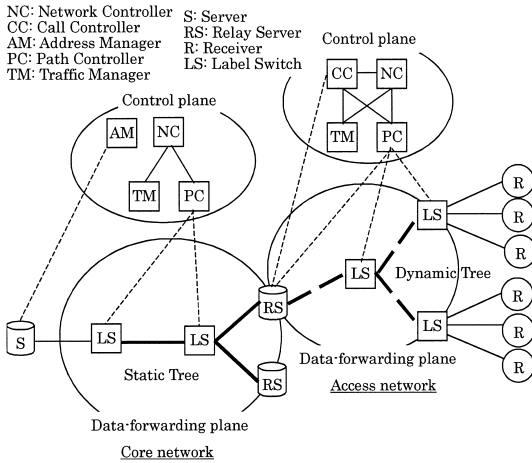 NC: Network Controller
CC: Call Controller
AM: Address Manager
PC: Path Controller
TM: Traffic Manager
S: Server
RS: Relay Server
R: Receiver
LS: Label Switch
Control plane
CC
NC
TM
PC
Control plane
AM
NC
TM
PC
R
R
R
LS
LS
Dynamic Tree
RS
S
LS
LS
LS
R
R
R
Static Tree
RS
Data-forwarding plane
Access network
Data-forwarding plane
Core network